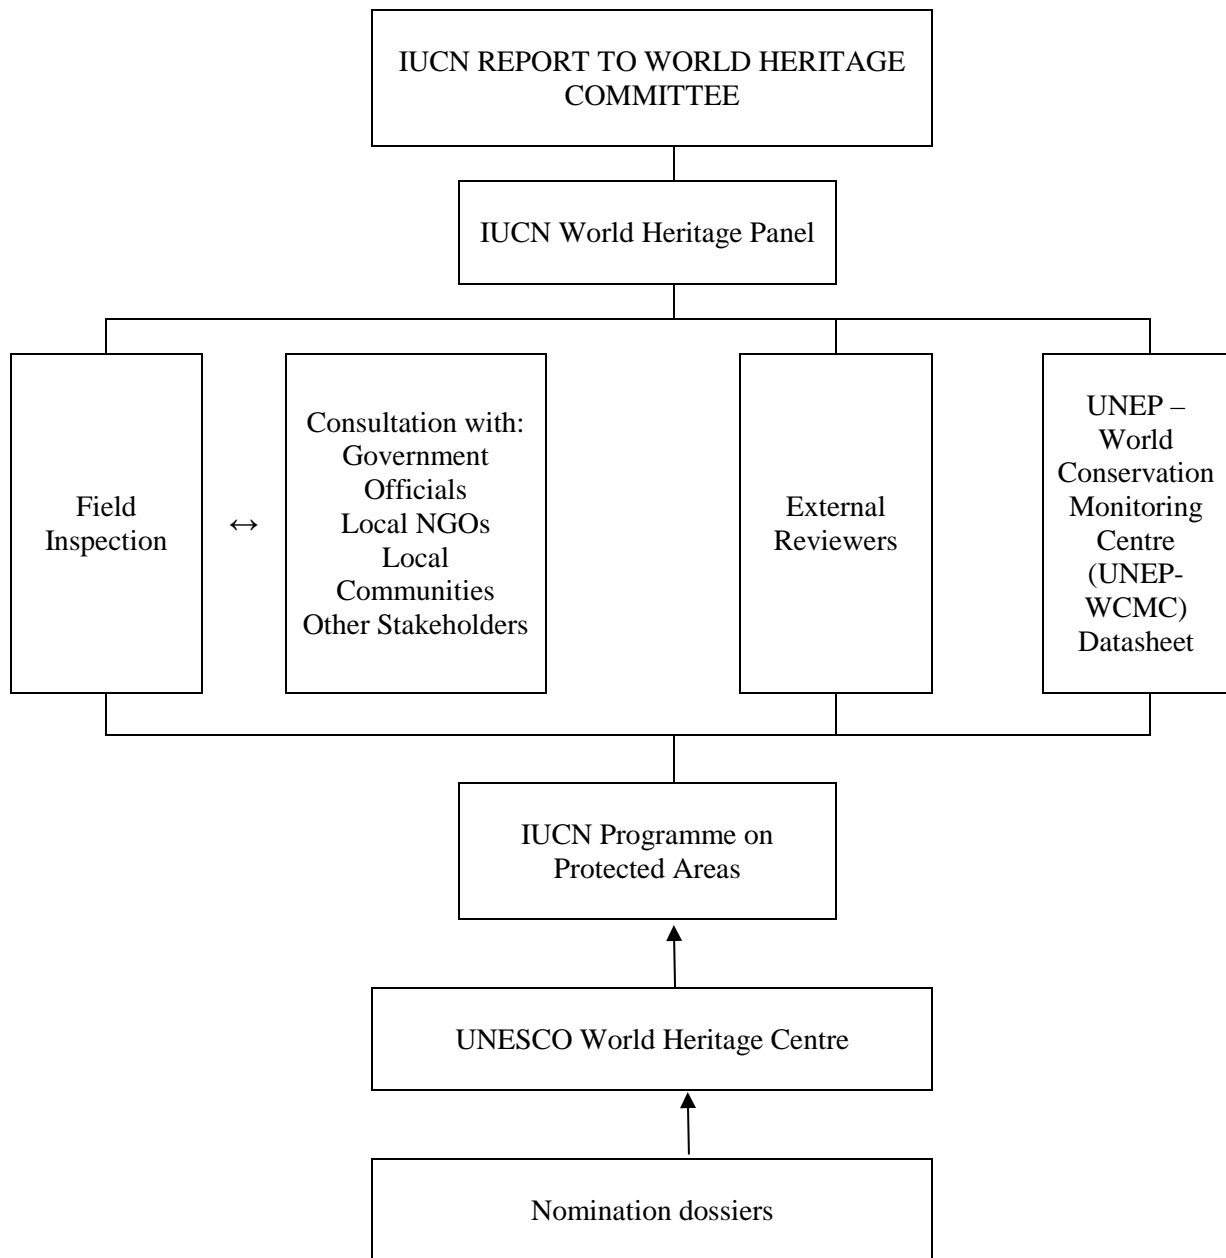 IUCN REPORT TO WORLD HERITAGE
COMMITTEE
IUCN World Heritage Panel
Field
Inspection
↔
Consultation with:
Government
Officials
Local NGOs
Local
Communities
Other Stakeholders
External
Reviewers
UNEP –
World
Conservation
Monitoring
Centre
(UNEP-
WCMC)
Datasheet
IUCN Programme on
Protected Areas
UNESCO World Heritage Centre
Nomination dossiers